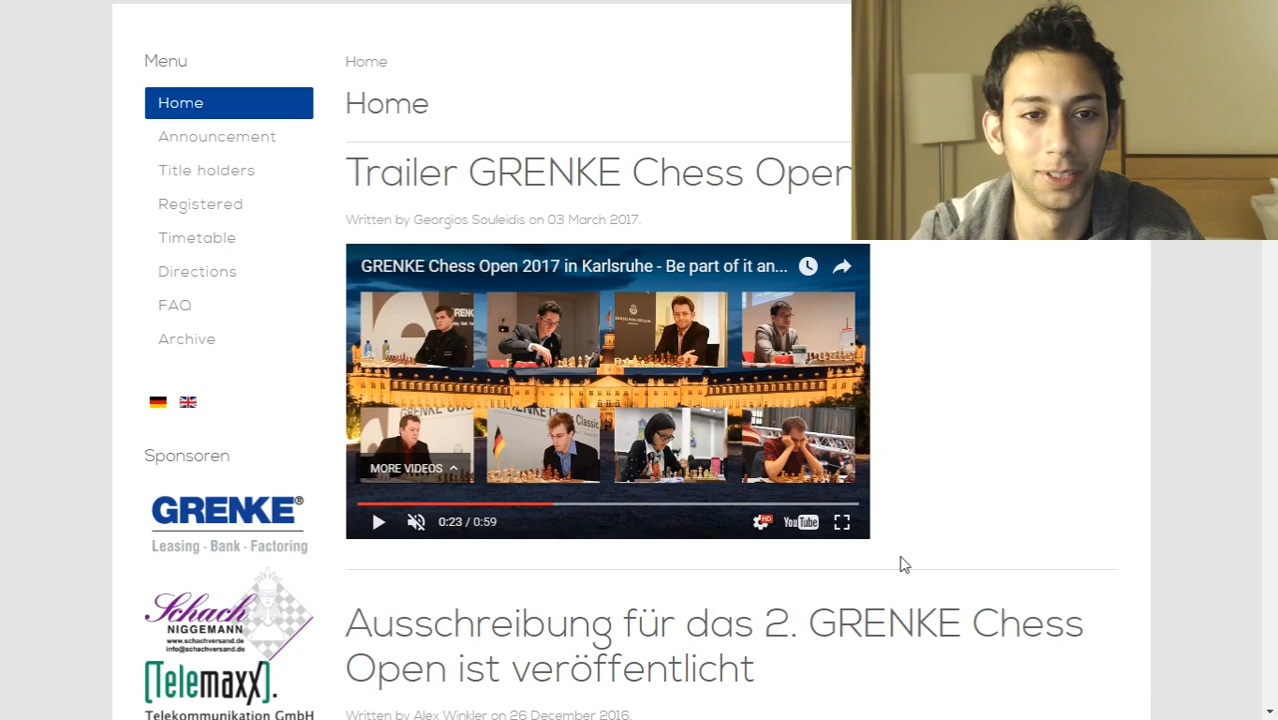 Menu
Home
Announcement
Title holders
Registered
Timetable
Directions
FAQ
Archive
Sponsoren
GRENKE®
Leasing · Bank · Factoring
Schach
NIGGEMANN
www.schachversand.de
info@schachversand.de
[Telemaxx].
Telekommunikation GmbH
Home
Home
Trailer GRENKE Chess Open
Written by Georgios Souleidis on 03 March 2017.
GRENKE Chess Open 2017 in Karlsruhe - Be part of it an...
MORE VIDEOS
0:23 / 0:59
HD
YouTube
Ausschreibung für das 2. GRENKE Chess
Open ist veröffentlicht
Written by Alex Winkler on 26 December 2016.